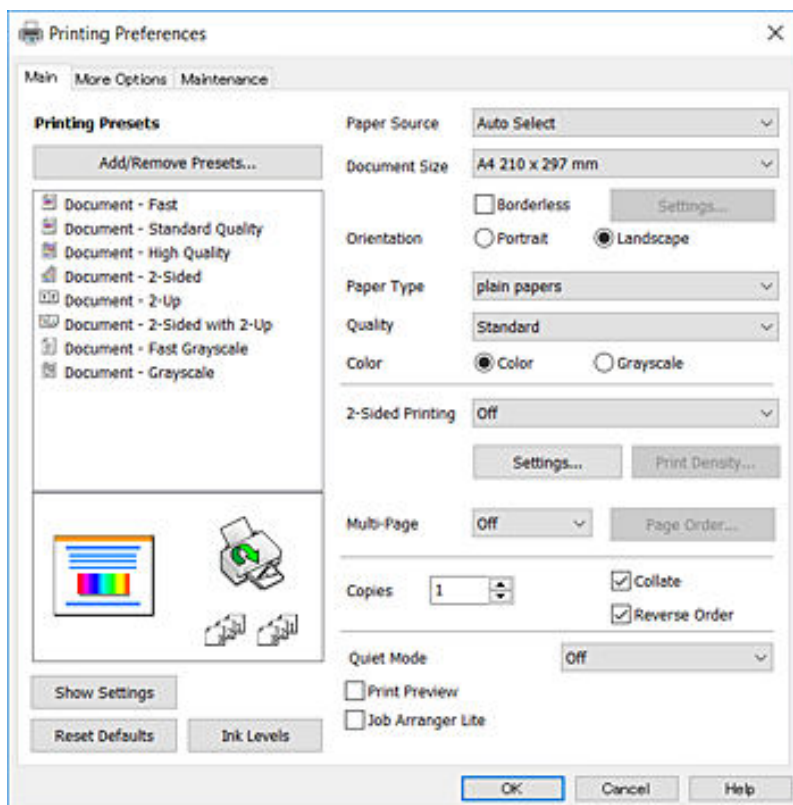 Printing Preferences
Main More Options Maintenance
Printing Presets
Add/Remove Presets...
Document - Fast
Document - Standard Quality
Document - High Quality
Document - 2-Sided
Document - 2-Up
Document - 2-Sided with 2-Up
Document - Fast Grayscale
Document - Grayscale
Show Settings
Reset Defaults Ink Levels
Paper Source Auto Select
Document Size A4 210 x 297 mm
Borderless Settings...
Orientation Portrait Landscape
Paper Type plain papers
Quality Standard
Color Color Grayscale
2-Sided Printing Off
Settings... Print Density...
Multi-Page Off Page Order...
Copies 1 Collate
Reverse Order
Quiet Mode Off
Print Preview
Job Arranger Lite
OK Cancel Help